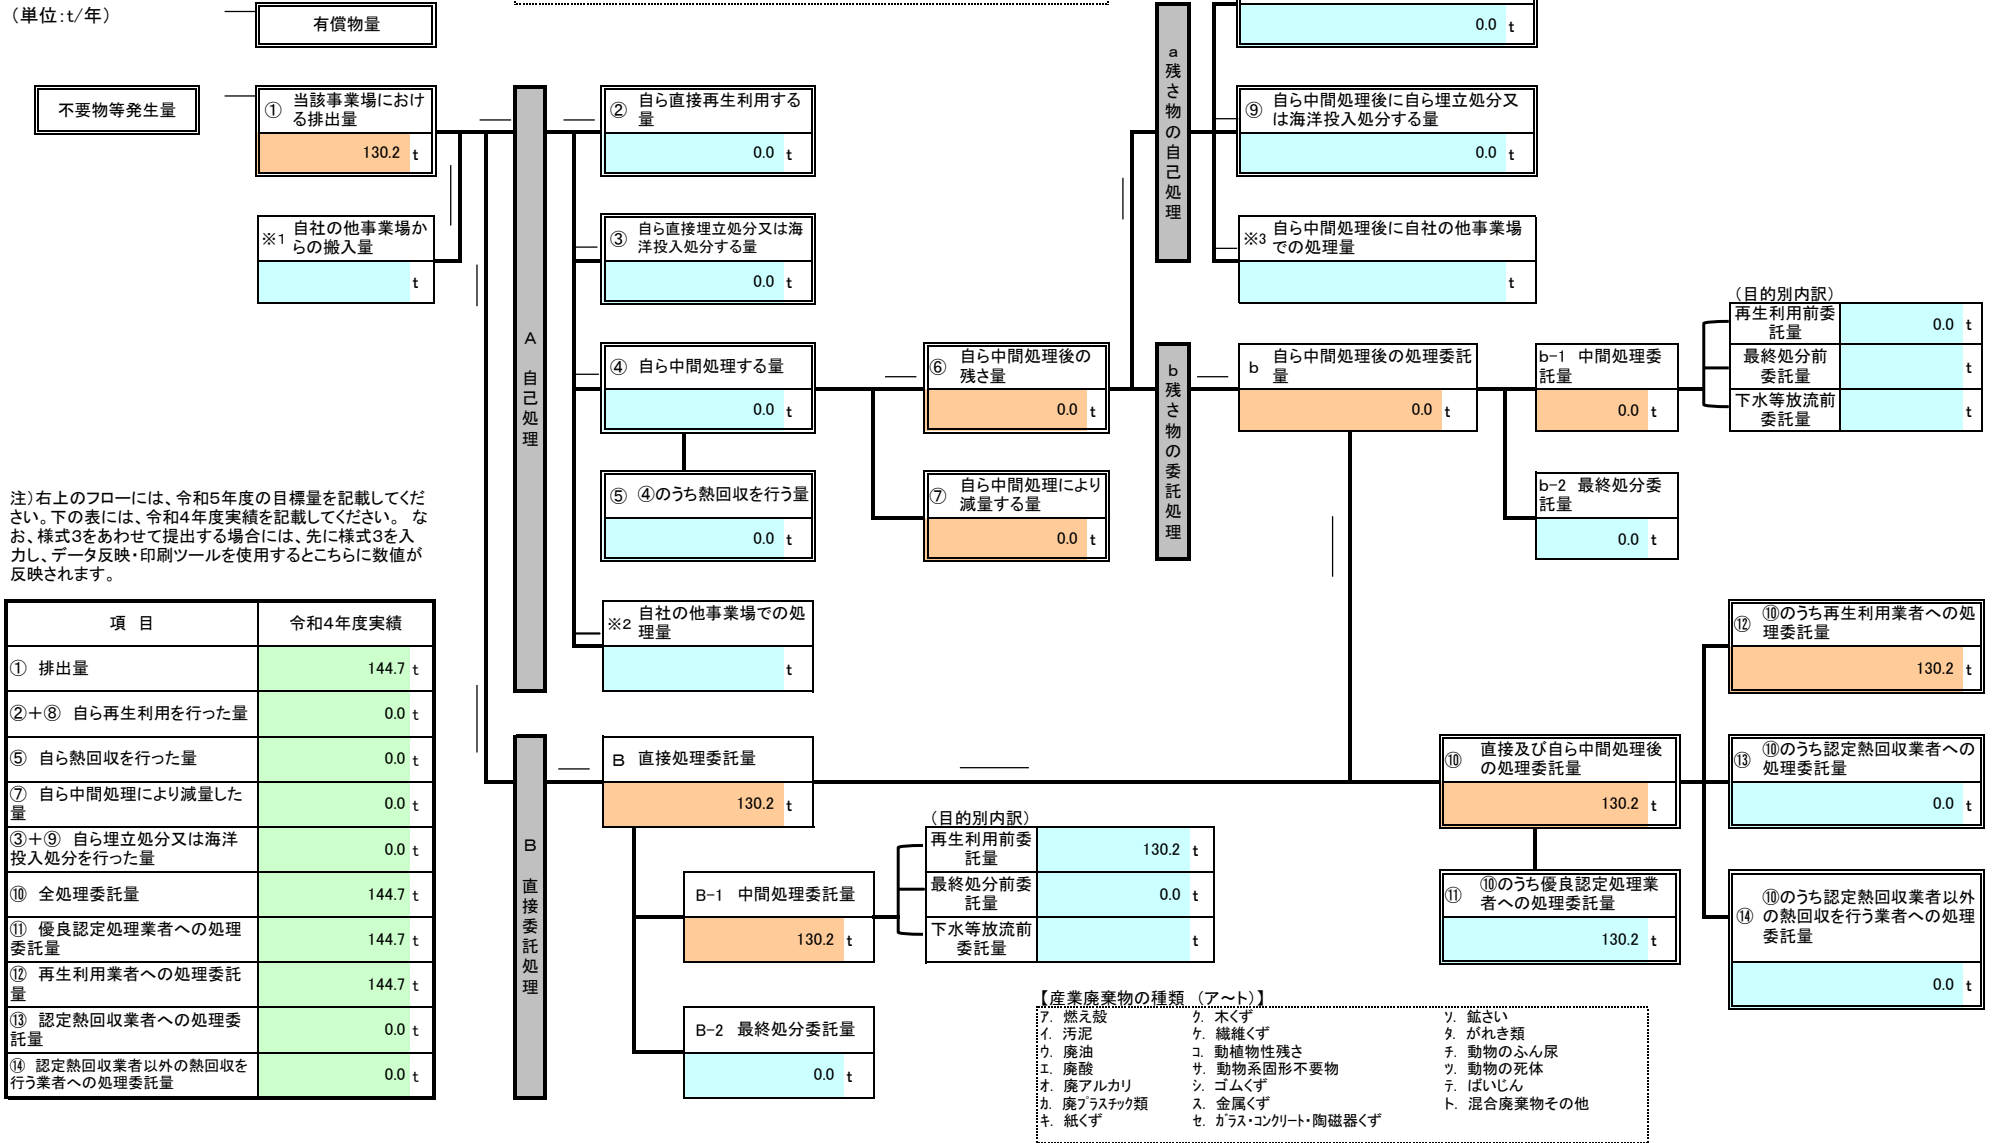 （単位：t/年）
有償物量
0.0 t
不要物等発生量
① 当該事業場におけ
る排出量
130.2 t
※1 自社の他事業場か
らの搬入量
t
A 自己処理
② 自ら直接再生利用する
量
0.0 t
③ 自ら直接埋立処分又は海
洋投入処分する量
0.0 t
④ 自ら中間処理する量
0.0 t
⑤ ④のうち熱回収を行う量
0.0 t
※2 自社の他事業場での処
理量
t
⑥ 自ら中間処理後の
残さ量
0.0 t
⑦ 自ら中間処理により
減量する量
0.0 t
a 残さ物の自己処理
⑨ 自ら中間処理後に自ら埋立処分又
は海洋投入処分する量
0.0 t
※3 自ら中間処理後に自社の他事業場
での処理量
t
b 残さ物の委託処理
b 自ら中間処理後の処理委託
量
0.0 t
b-1 中間処理委
託量
0.0 t
b-2 最終処分委
託量
0.0 t
（目的別内訳）
再生利用前委
託量
0.0 t
最終処分前
委託量
t
下水等放流前
委託量
t
注）右上のフローには、令和5年度の目標量を記載してくだ
さい。下の表には、令和4年度実績を記載してください。 な
お、様式3をあわせて提出する場合には、先に様式3を入
力し、データ反映・印刷ツールを使用するとこちらに数値が
反映されます。
項 目 令和4年度実績
① 排出量 144.7 t
②＋⑧ 自ら再生利用を行った量 0.0 t
⑤ 自ら熱回収を行った量 0.0 t
⑦ 自ら中間処理により減量した
量 0.0 t
③＋⑨ 自ら埋立処分又は海洋
投入処分を行った量 0.0 t
⑩ 全処理委託量 144.7 t
⑪ 優良認定処理業者への処理
委託量 144.7 t
⑫ 再生利用業者への処理委託
量 144.7 t
⑬ 認定熱回収業者への処理委
託量 0.0 t
⑭ 認定熱回収業者以外の熱回収を
行う業者への処理委託量 0.0 t
B 直接委託処理
B 直接処理委託量
130.2 t
B-1 中間処理委託量
130.2 t
B-2 最終処分委託量
0.0 t
（目的別内訳）
再生利用前委
託量
130.2 t
最終処分前委
託量
0.0 t
下水等放流前
委託量
t
⑩ 直接及び自ら中間処理後
の処理委託量
130.2 t
⑪ ⑩のうち優良認定処理業
者への処理委託量
130.2 t
⑫ ⑩のうち再生利用業者への処
理委託量
130.2 t
⑬ ⑩のうち認定熱回収業者への
処理委託量
0.0 t
⑭ ⑩のうち認定熱回収業者以外
の熱回収を行う業者への処理
委託量
0.0 t
【産業廃棄物の種類 （ア～ト）】
ア. 燃え殻 ク. 木くず ソ. 鉱さい
イ. 汚泥 ケ. 繊維くず タ. がれき類
ウ. 廃油 コ. 動植物性残さ チ. 動物のふん尿
エ. 廃酸 サ. 動物系固形不要物 ツ. 動物の死体
オ. 廃アルカリ シ. ゴムくず テ. ばいじん
カ. 廃プラスチック類 ス. 金属くず ト. 混合廃棄物その他
キ. 紙くず セ. ガラス・コンクリート・陶磁器くず